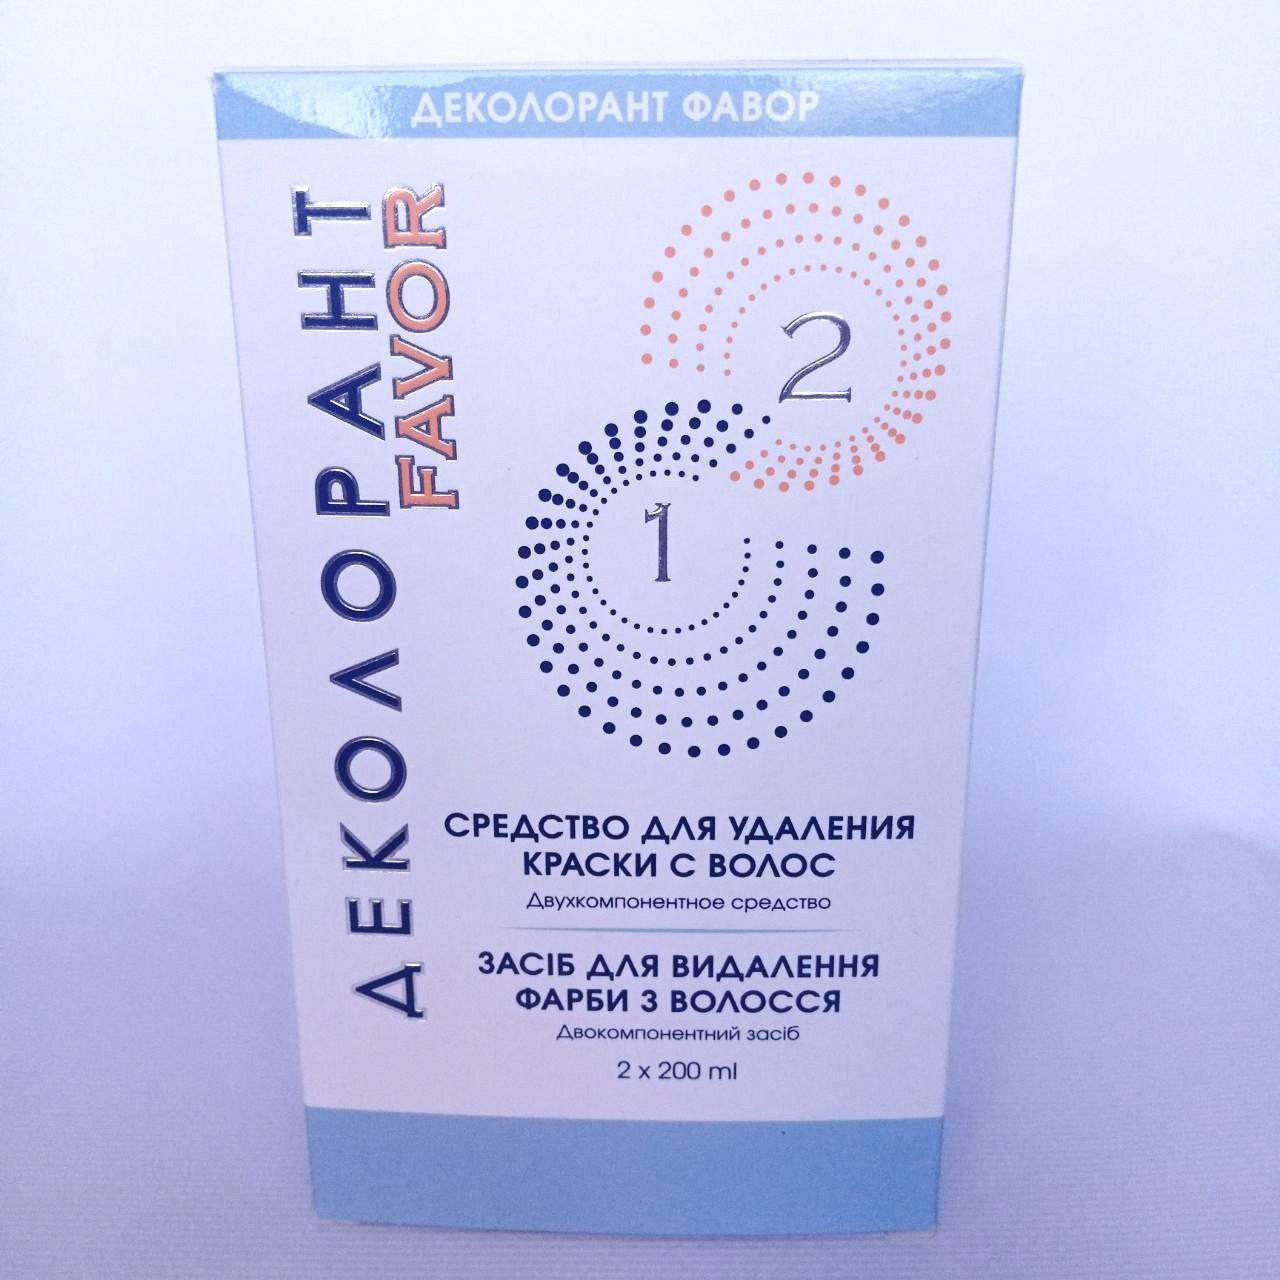 ДЕКОЛОРАНТ ФАВОР
ДЕКОЛОРАНТ
FAVOR
2
1
СРЕДСТВО ДЛЯ УДАЛЕНИЯ
КРАСКИ С ВОЛОС
Двухкомпонентное средство
ЗАСІБ ДЛЯ ВИДАЛЕННЯ
ФАРБИ З ВОЛОССЯ
Двокомпонентний засіб
2 x 200 ml